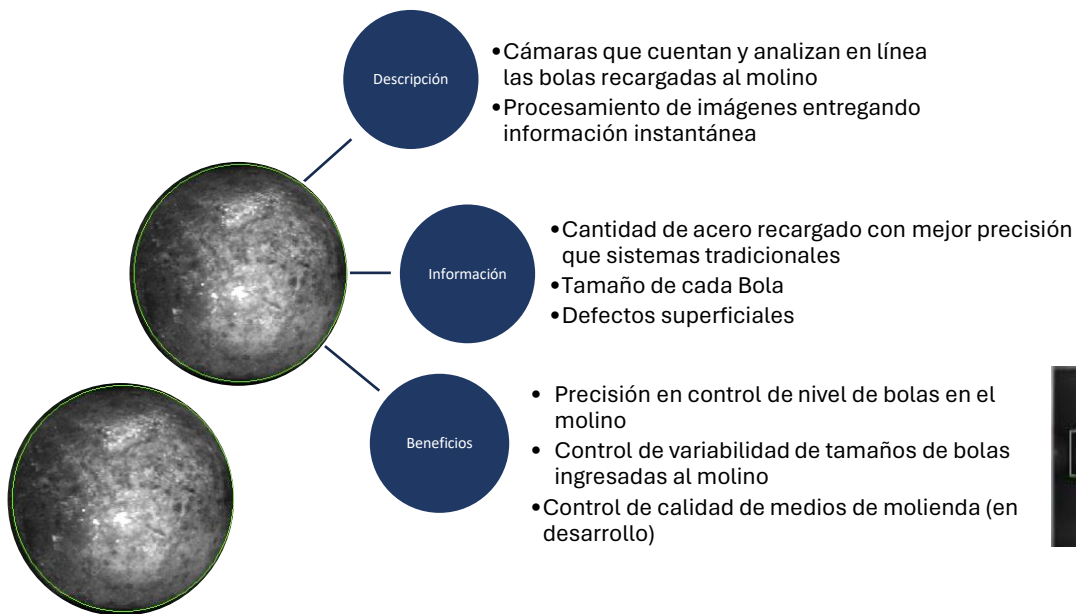 Descripción
•Cámaras que cuentan y analizan en línea
las bolas recargadas al molino
•Procesamiento de imágenes entregando
información instantánea
Información
•Cantidad de acero recargado con mejor precisión
que sistemas tradicionales
•Tamaño de cada Bola
•Defectos superficiales
Beneficios
• Precisión en control de nivel de bolas en el
molino
• Control de variabilidad de tamaños de bolas
ingresadas al molino
•Control de calidad de medios de molienda (en
desarrollo)